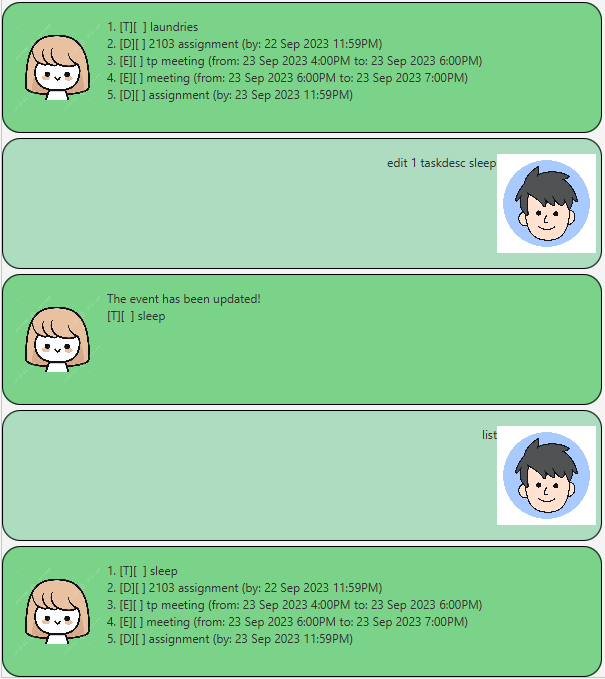 1. [T][  ] laundries
2. [D][ ] 2103 assignment (by: 22 Sep 2023 11:59PM)
3. [E][ ] tp meeting (from: 23 Sep 2023 4:00PM to: 23 Sep 2023 6:00PM)
4. [E][ ] meeting (from: 23 Sep 2023 6:00PM to: 23 Sep 2023 7:00PM)
5. [D][ ] assignment (by: 23 Sep 2023 11:59PM)
edit 1 taskdesc sleep
The event has been updated!
[T][  ] sleep
list
1. [T][  ] sleep
2. [D][ ] 2103 assignment (by: 22 Sep 2023 11:59PM)
3. [E][ ] tp meeting (from: 23 Sep 2023 4:00PM to: 23 Sep 2023 6:00PM)
4. [E][ ] meeting (from: 23 Sep 2023 6:00PM to: 23 Sep 2023 7:00PM)
5. [D][ ] assignment (by: 23 Sep 2023 11:59PM)